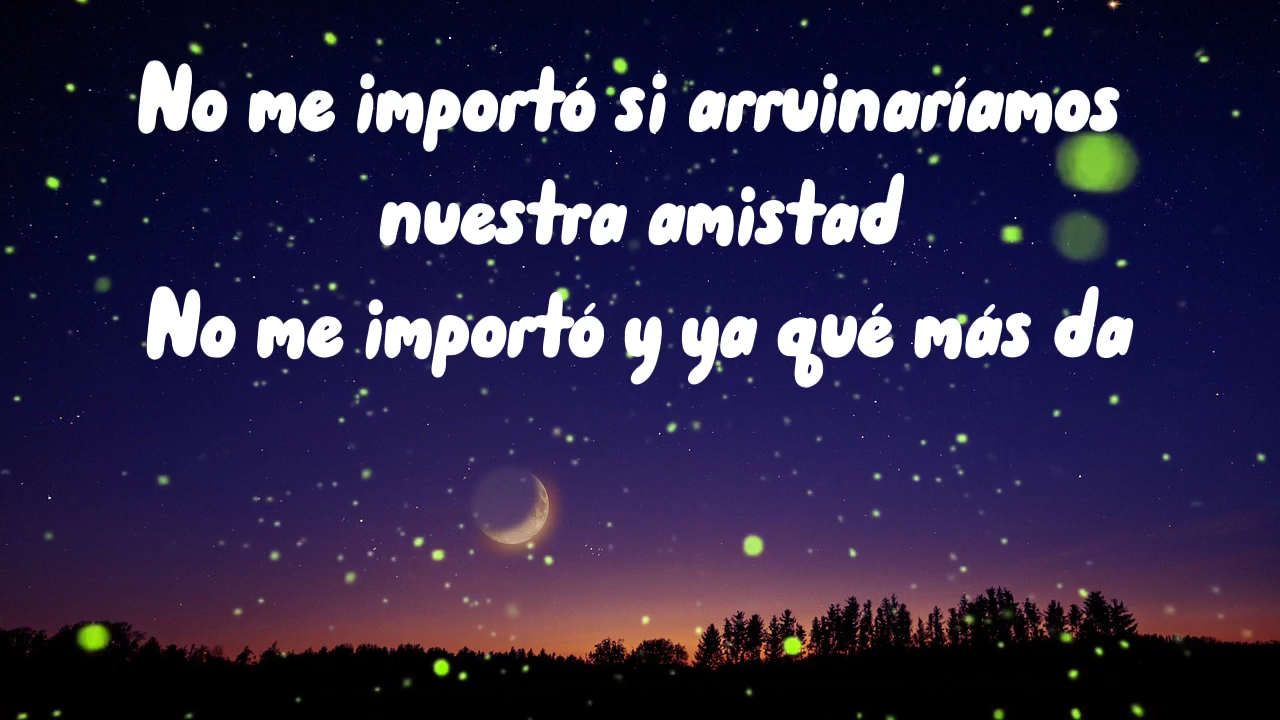 No me importó si arruinaríamos
nuestra amistad
No me importó y ya qué más da